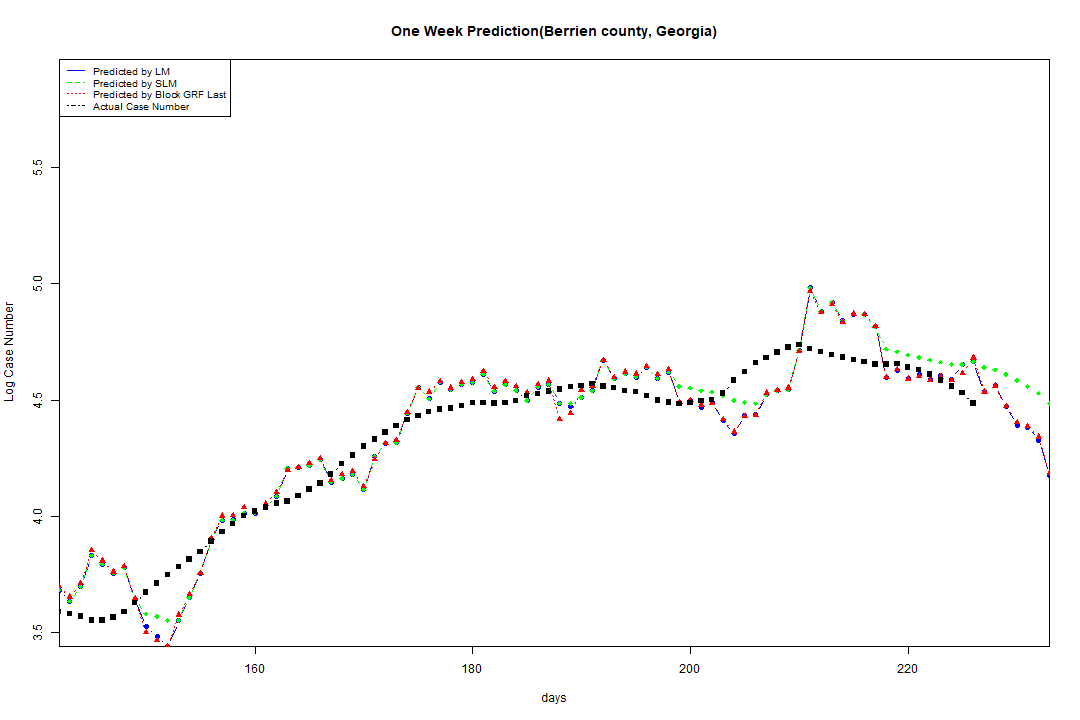 One Week Prediction(Berrien county, Georgia)
Predicted by LM
Predicted by SLM
Predicted by Block GRF Last
Actual Case Number
5.5
5.0
4.5
4.0
3.5
Log Case Number
160
180
200
220
days